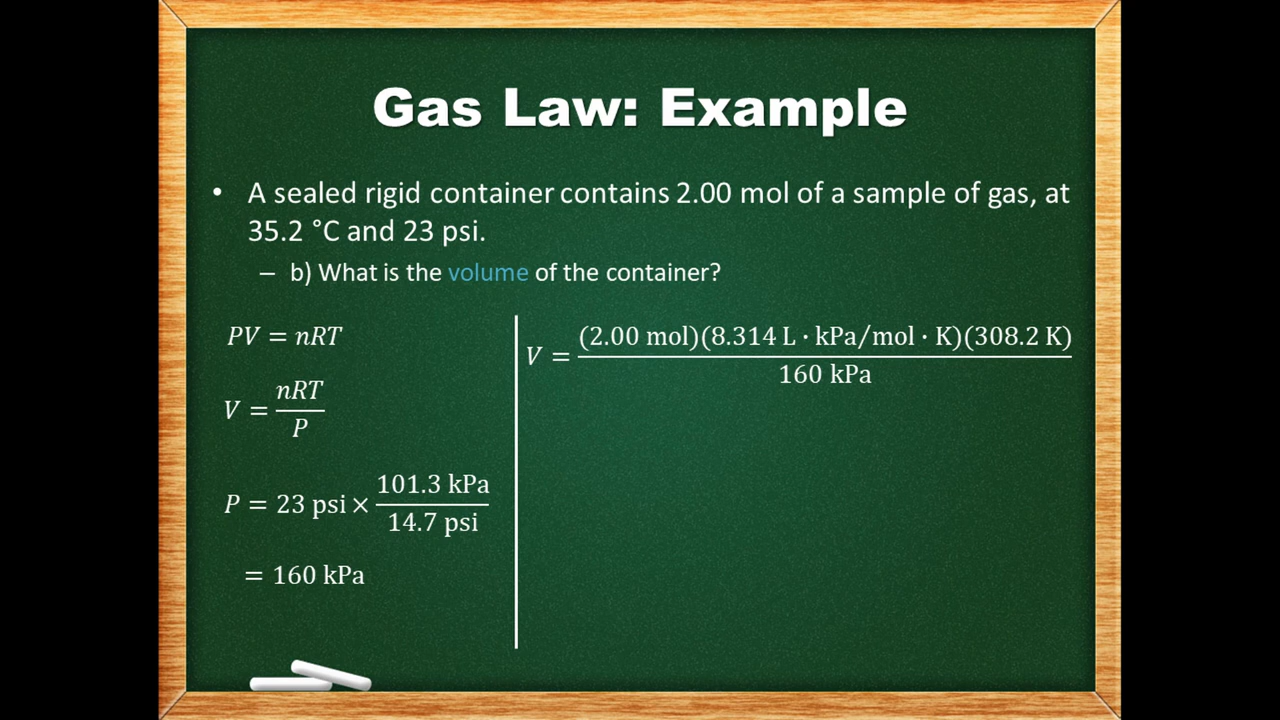 Gas Law: Example
• A sealed rigid container contains 2.00 mol of a sample of gas, at
35.2 °C and 23 psi.
– b) What is the volume of the container?
PV = nRT
V = nRT/P
P = 23 psi × 101.3 kPa/14.7 psi
= 160 kPa
V = (2.00 mol)(8.314 L · kPa/mol · K)(308.2 K)/160 kPa